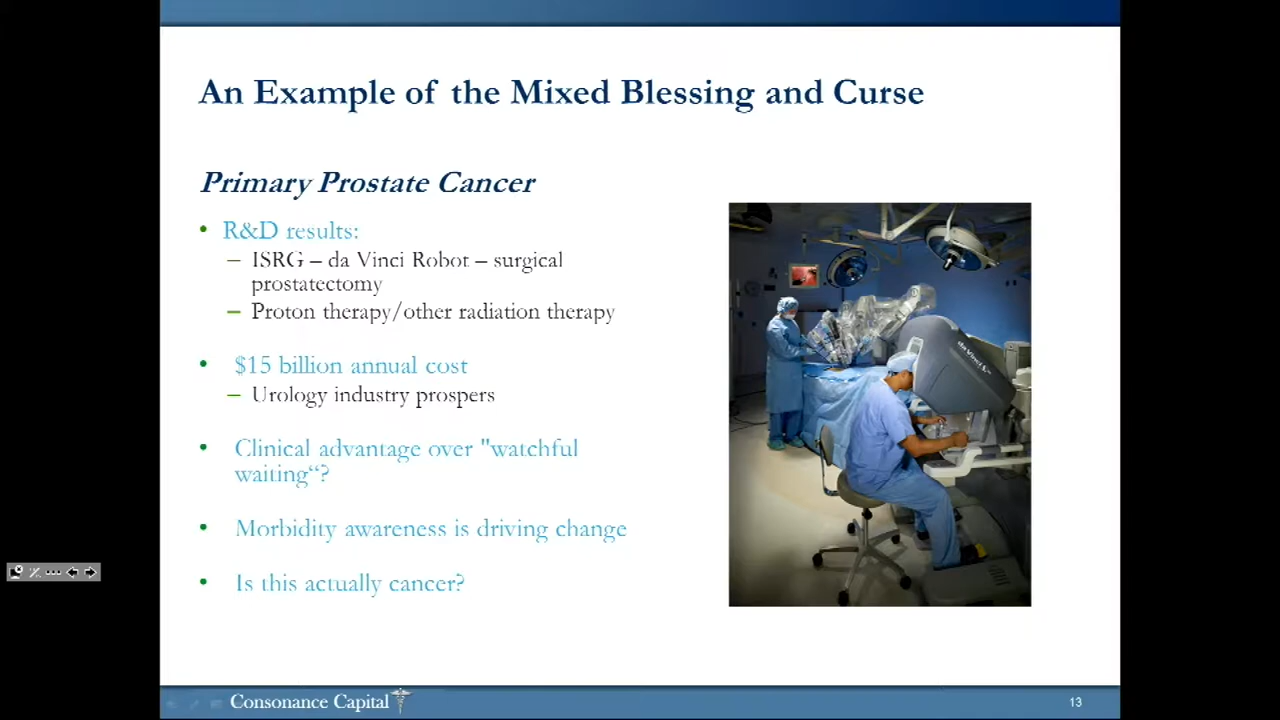 An Example of the Mixed Blessing and Curse
Primary Prostate Cancer
• R&D results:
– ISRG – da Vinci Robot – surgical
prostatectomy
– Proton therapy/other radiation therapy
• $15 billion annual cost
– Urology industry prospers
• Clinical advantage over "watchful
waiting“?
• Morbidity awareness is driving change
• Is this actually cancer?
da Vinci
Consonance Capital
13